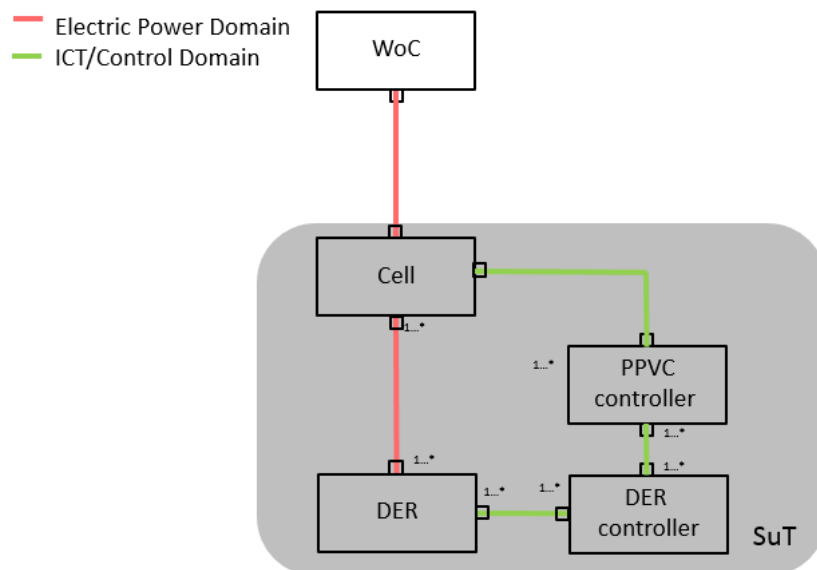 Electric Power Domain
ICT/Control Domain
WoC
Cell
1...*
1...*
PPVC
controller
1...*
1...*
1...*
DER
1...*
1...*
DER
controller
SuT